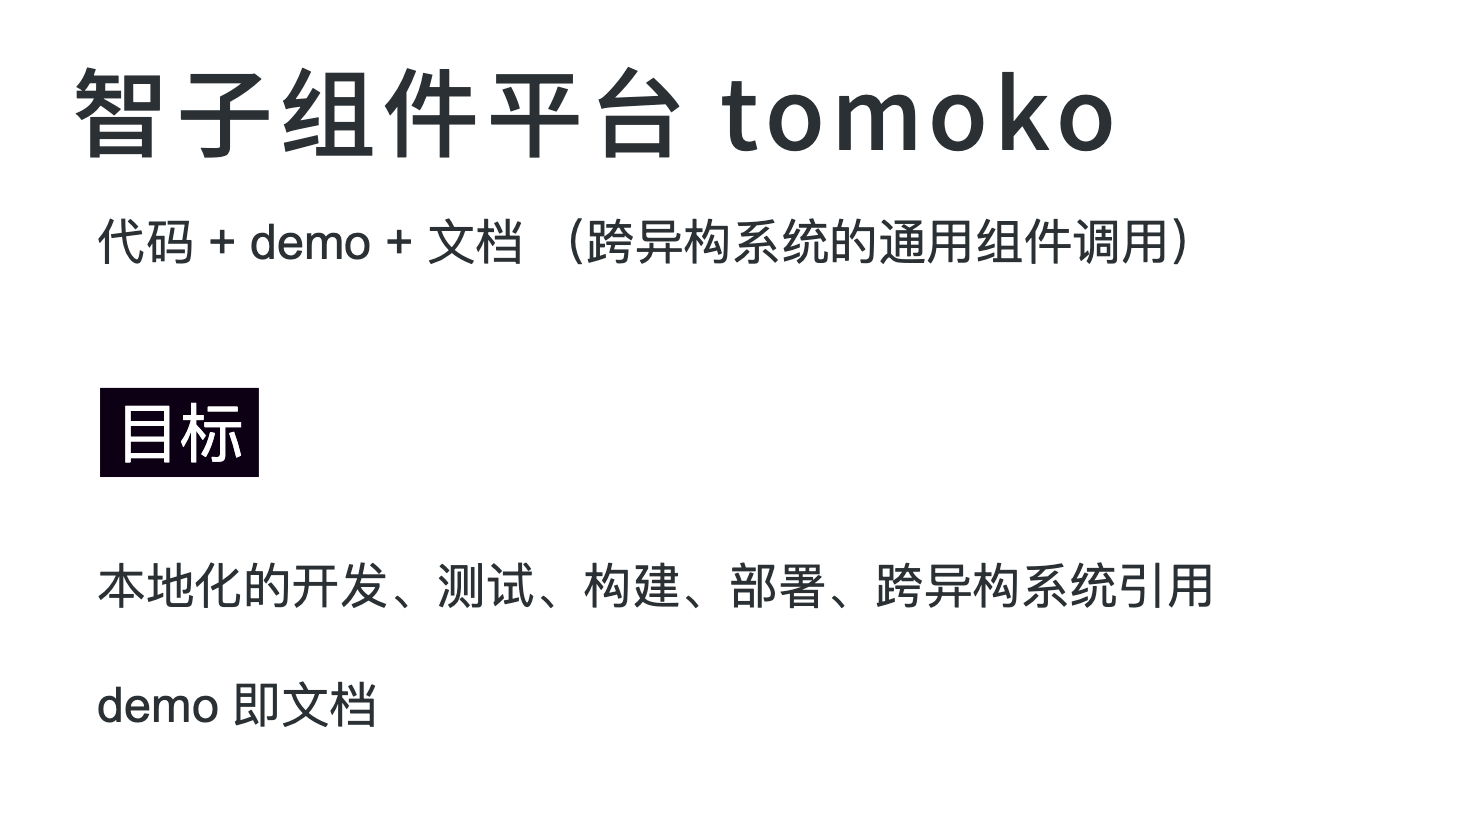 智子组件平台 tomoko
代码 + demo + 文档 （跨异构系统的通用组件调用）
目标
本地化的开发、测试、构建、部署、跨异构系统引用
demo 即文档